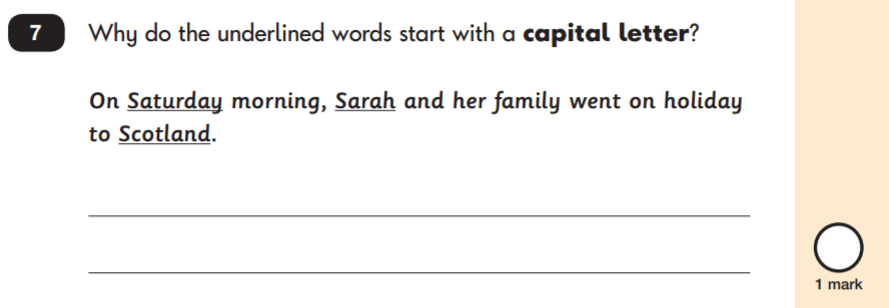 7 Why do the underlined words start with a capital letter?
On Saturday morning, Sarah and her family went on holiday
to Scotland.
1 mark